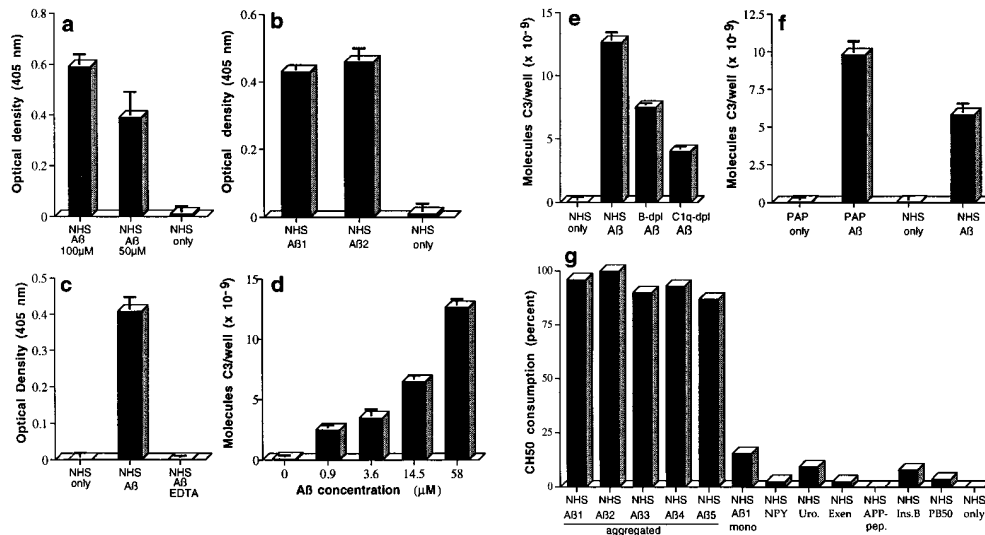 a
Optical density (405 nm)
0.6
0.4
0.2
0
NHS Aß 100µM
NHS Aß 50µM
NHS only
b
Optical density (405 nm)
0.4
0.2
0
NHS Aß1
NHS Aß2
NHS only
c
Optical Density (405 nm)
0.5
0.4
0.3
0.2
0.1
0
NHS only
NHS Aß
NHS Aß EDTA
d
Molecules C3/well (x 10-9)
15
10
5
0
0 0.9 3.6 14.5 58
Aß concentration (µM)
e
Molecules C3/well (x 10-9)
15
10
5
0
NHS only
NHS Aß
B-dpl Aß
C1q-dpl Aß
f
Molecules C3/well (x 10-9)
12.5
10
7.5
5
2.5
0
PAP only
PAP Aß
NHS only
NHS Aß
g
CH50 consumption (percent)
100
75
50
25
0
NHS Aß1
NHS Aß2
NHS Aß3
NHS Aß4
NHS Aß5
aggregated
NHS Aß1 mono
NHS NPY
NHS Uro.
NHS Exen
NHS APP-pep.
NHS Ins.B
NHS PB50
NHS only